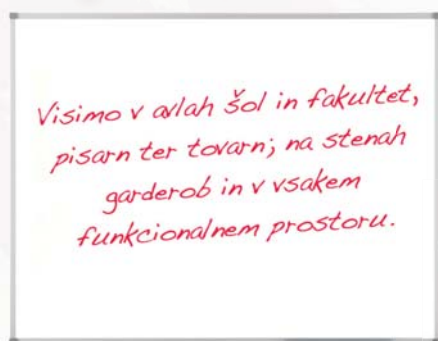 Visimo v avlah šol in fakultet,
pisarn ter tovarn; na stenah
garderob in v vsakem
funkcionalnem prostoru.